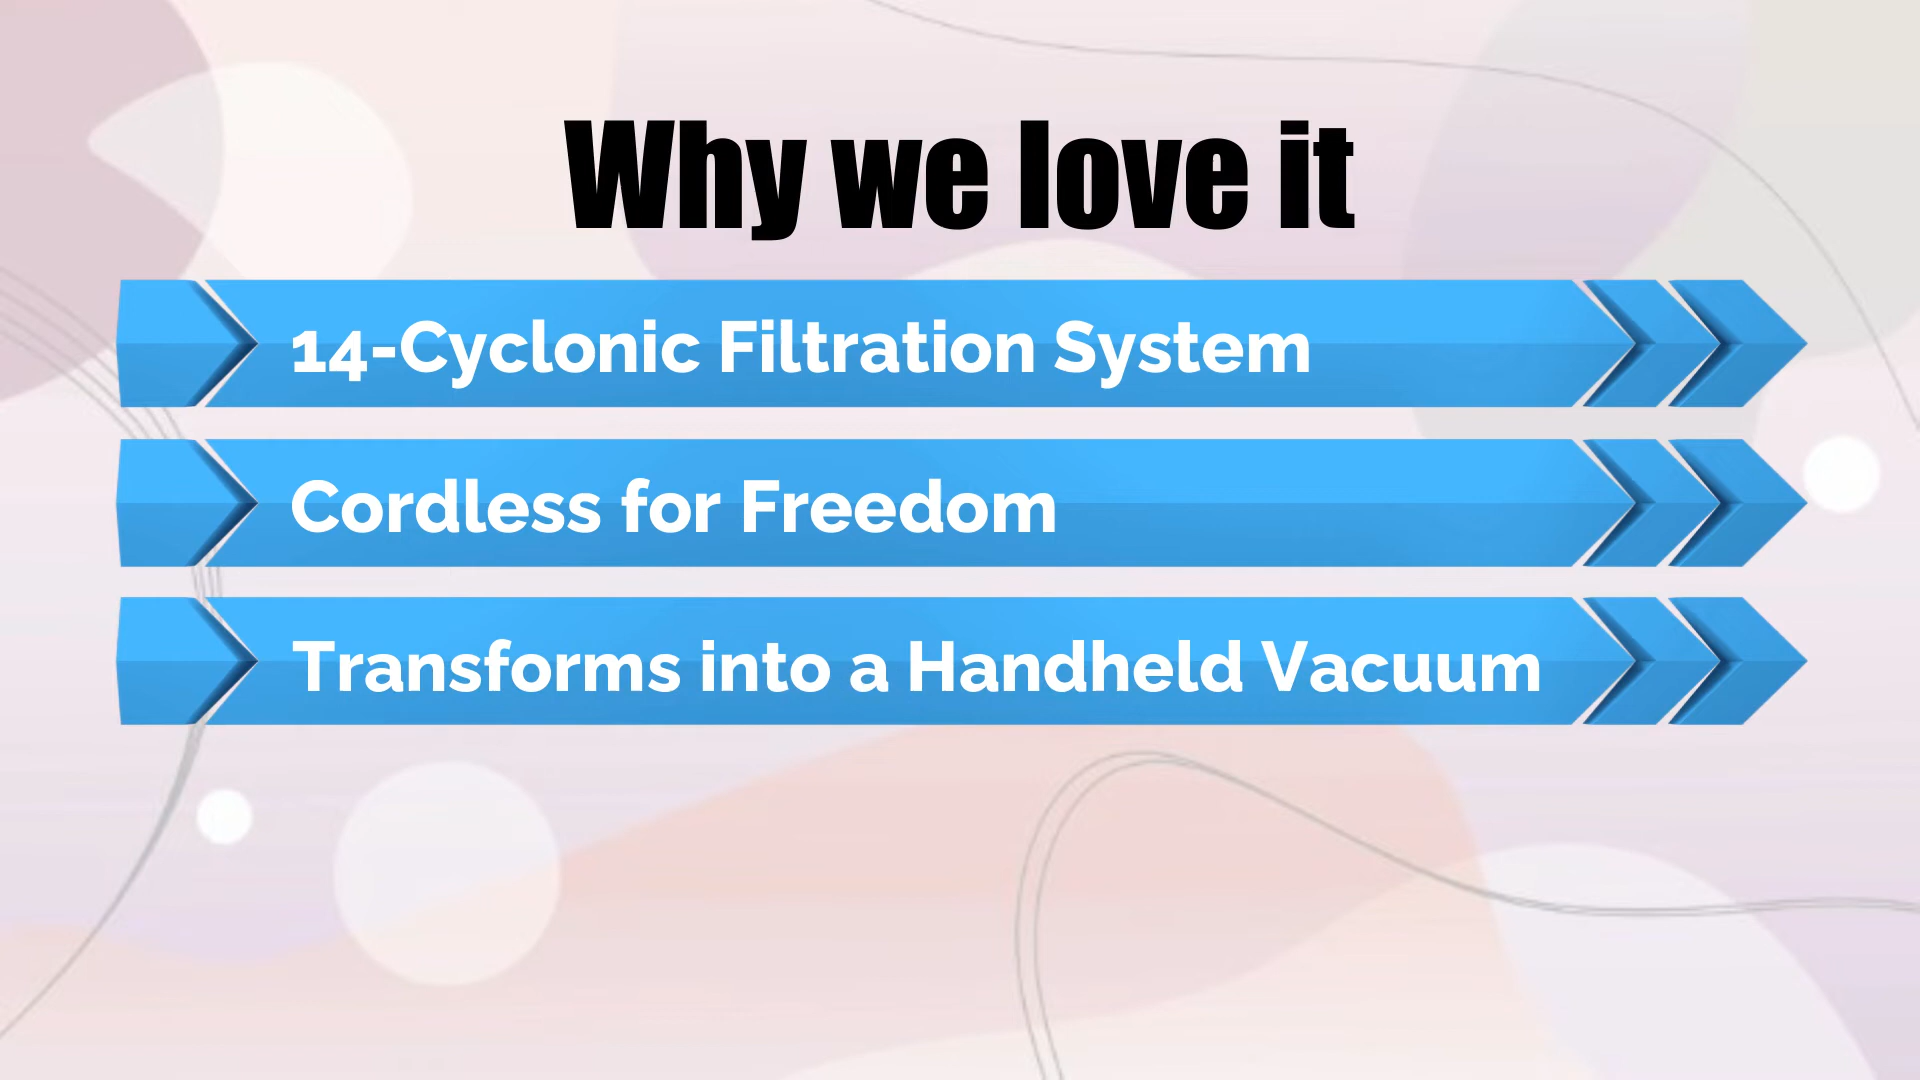 Why we love it
14-Cyclonic Filtration System
Cordless for Freedom
Transforms into a Handheld Vacuum